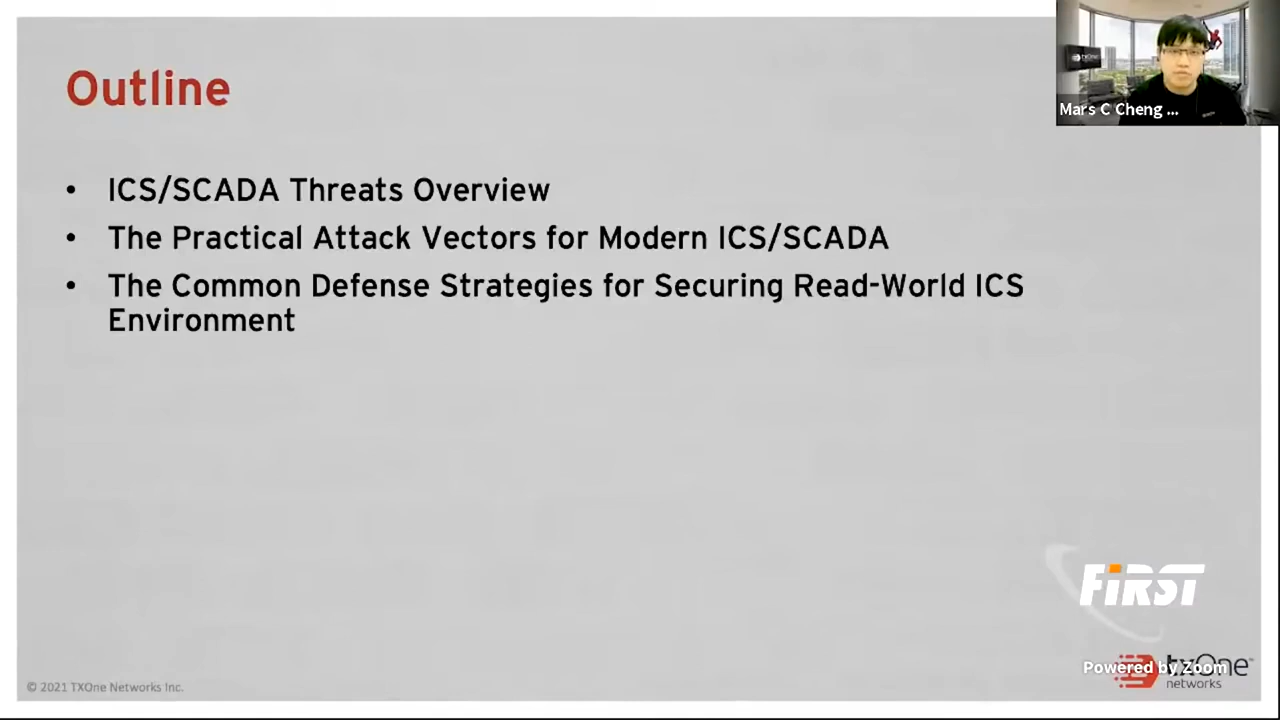 Outline
Mars C Cheng ...
• ICS/SCADA Threats Overview
• The Practical Attack Vectors for Modern ICS/SCADA
• The Common Defense Strategies for Securing Read-World ICS
Environment
FiRST
Powered by Zoom
txOne
networks
© 2021 TXOne Networks Inc.